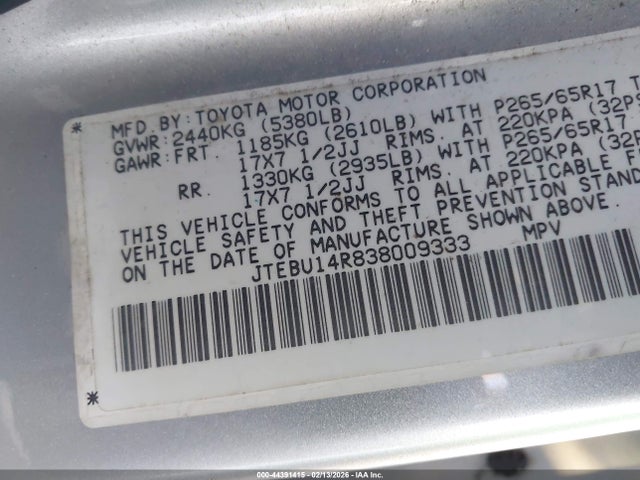 MFD. BY: TOYOTA MOTOR CORPORATION
GVWR: 2440KG (5380LB)
GAWR: FRT. 1185KG (2610LB) WITH P265/65R17
17X7 1/2JJ RIMS. AT 220KPA (32P
RR. 1330KG (2935LB) WITH P265/65R17
17X7 1/2JJ RIMS. AT 220KPA (32
THIS VEHICLE CONFORMS TO ALL APPLICABLE
VEHICLE SAFETY AND THEFT PREVENTION STAND
ON THE DATE OF MANUFACTURE SHOWN ABOVE.
JTEBU14R838009333 MPV
000-44391415 - 02/13/2026 - IAA Inc.